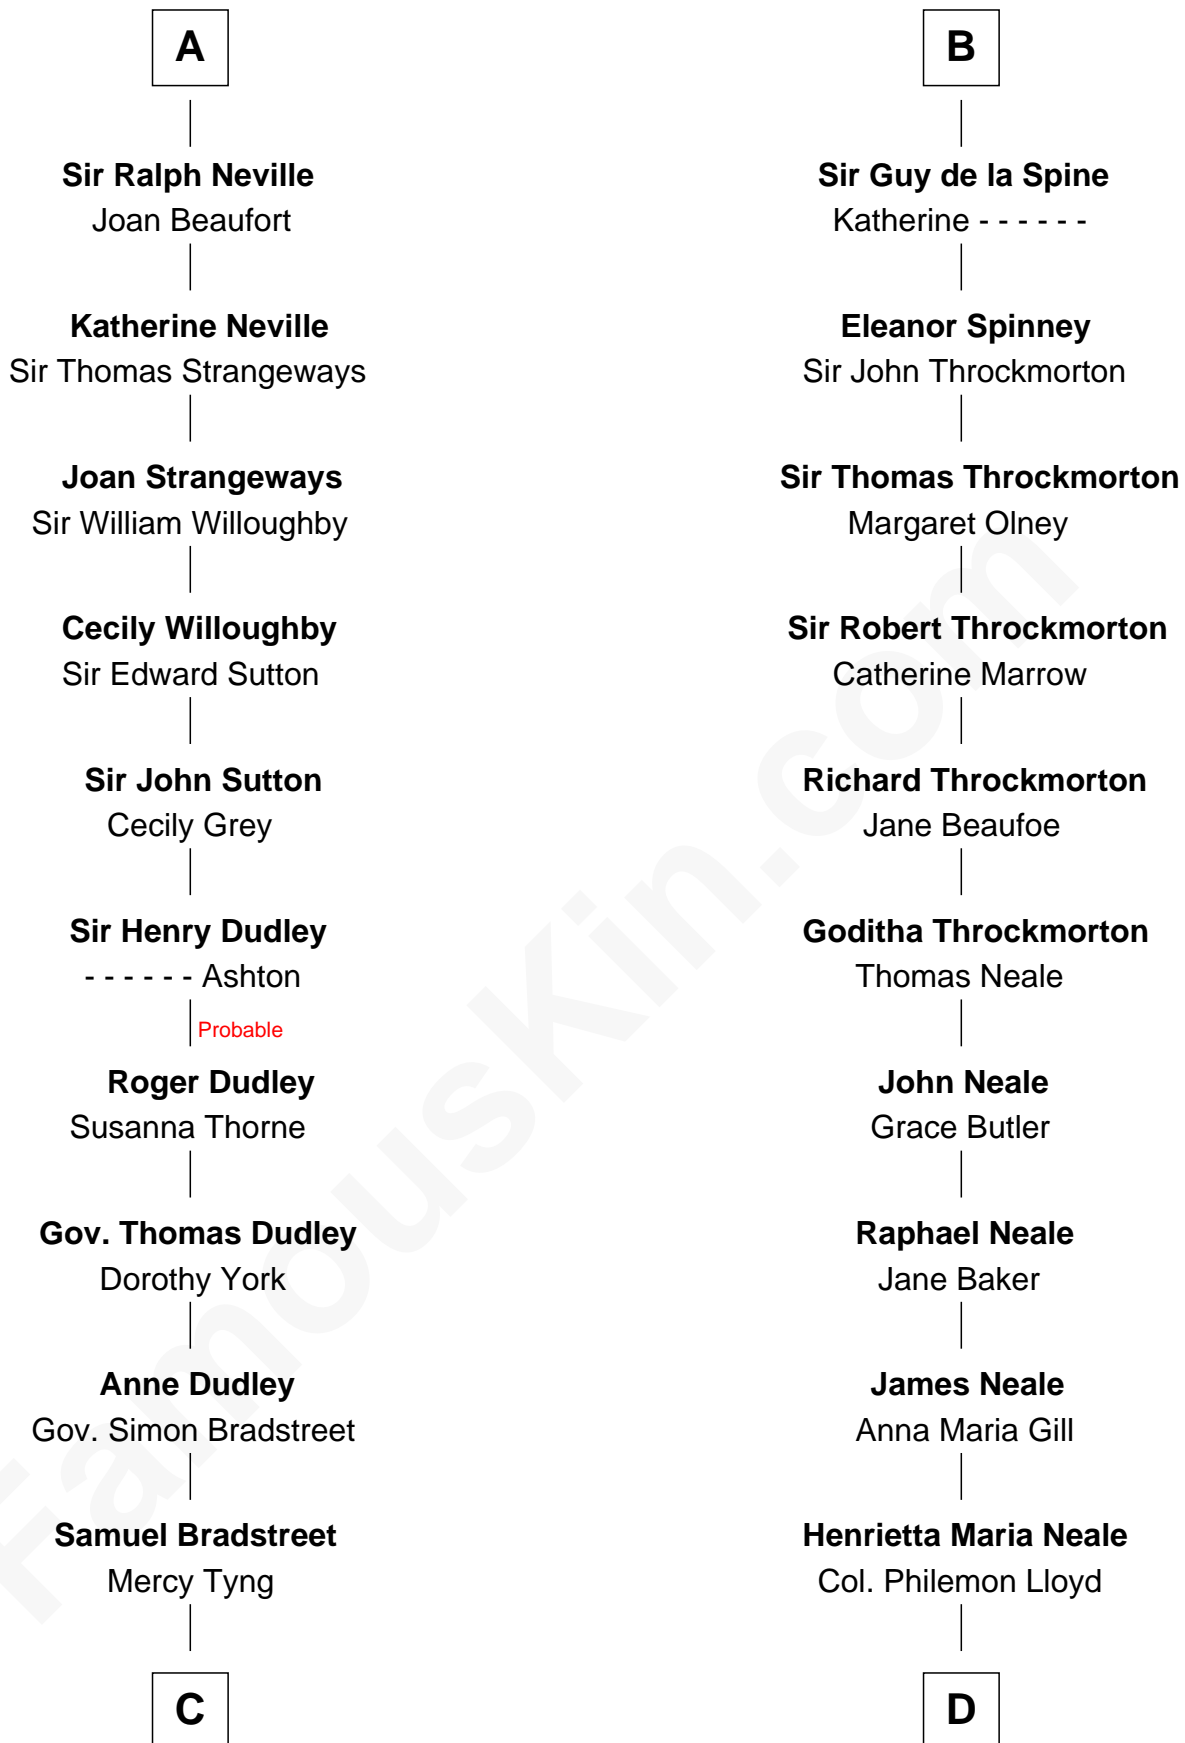 A
Sir Ralph Neville
Joan Beaufort
Katherine Neville
Sir Thomas Strangeways
Joan Strangeways
Sir William Willoughby
Cecily Willoughby
Sir Edward Sutton
Sir John Sutton
Cecily Grey
Sir Henry Dudley
- - - - - - Ashton
Probable
Roger Dudley
Susanna Thorne
Gov. Thomas Dudley
Dorothy York
Anne Dudley
Gov. Simon Bradstreet
Samuel Bradstreet
Mercy Tyng
C
B
Sir Guy de la Spine
Katherine - - - - - -
Eleanor Spinney
Sir John Throckmorton
Sir Thomas Throckmorton
Margaret Olney
Sir Robert Throckmorton
Catherine Marrow
Richard Throckmorton
Jane Beaufoe
Goditha Throckmorton
Thomas Neale
John Neale
Grace Butler
Raphael Neale
Jane Baker
James Neale
Anna Maria Gill
Henrietta Maria Neale
Col. Philemon Lloyd
D
FamousKin.com